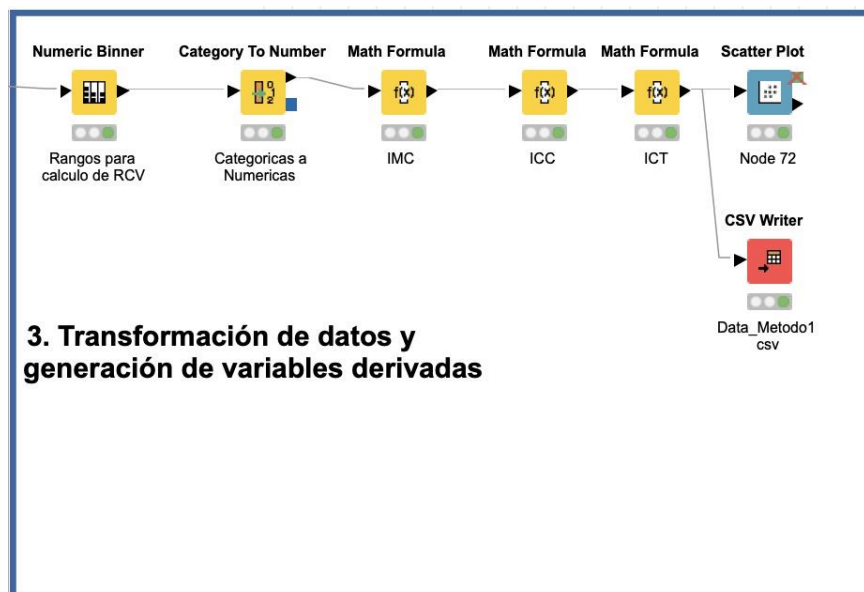 Numeric Binner
Category To Number
Math Formula
Math Formula
Math Formula
Scatter Plot
f(x)
f(x)
f(x)
Rangos para
calculo de RCV
Categoricas a
Numericas
IMC
ICC
ICT
Node 72
CSV Writer
Data_Metodo1
csv
3. Transformación de datos y
generación de variables derivadas